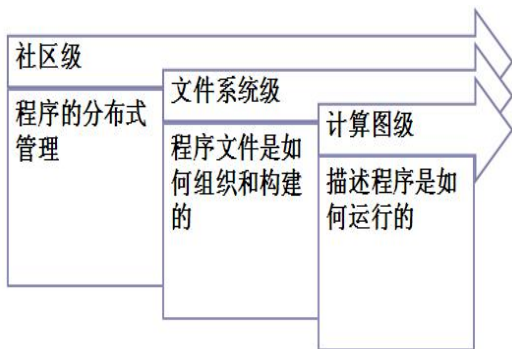 社区级
程序的分布式
管理
文件系统级
程序文件是如
何组织和构建
的
计算图级
描述程序是如
何运行的